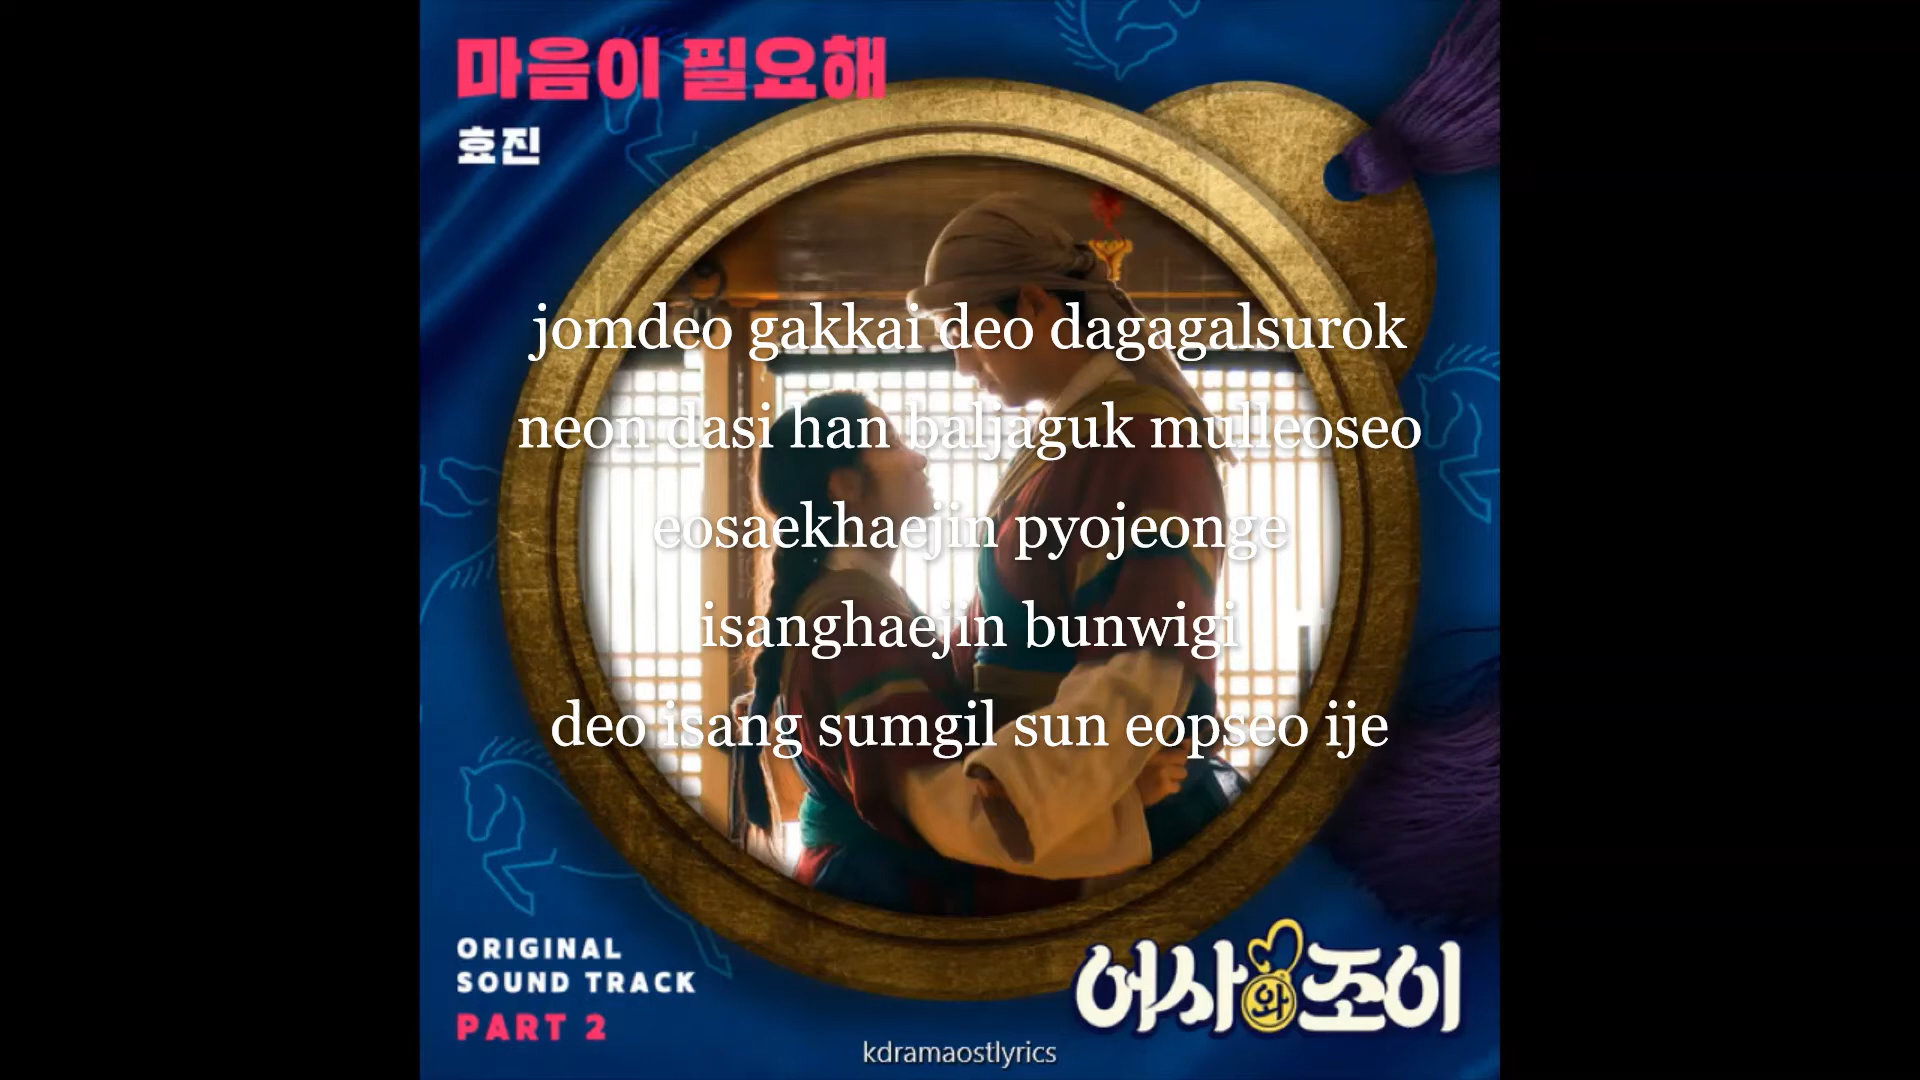 마음이 필요해
효진
jomdeo gakkai deo dagagalsurok
neon dasi han baljaguk mulleoseo
eosaekhaejin pyojeonge
isanghaejin bunwigi
deo isang sumgil sun eopseo ije
ORIGINAL
SOUND TRACK
PART 2
어사와 조이
kdramaostlyrics